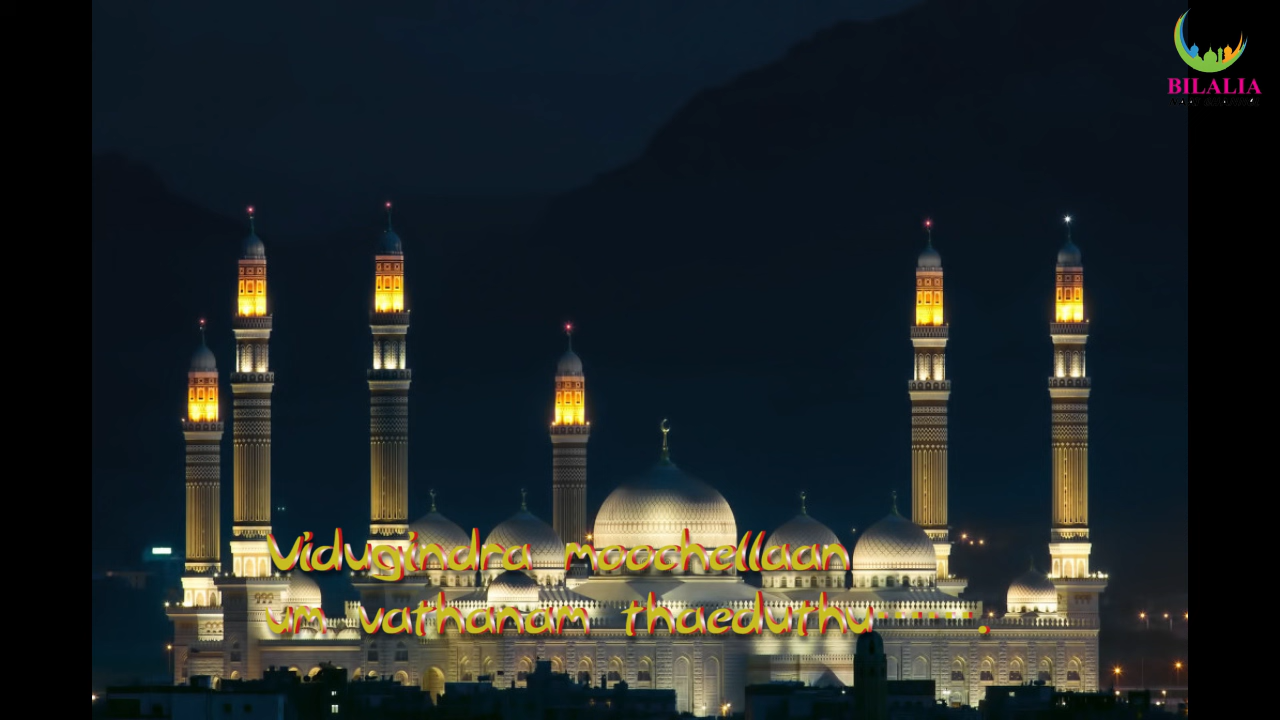 BILALIA
Vidugindra moochellaan
um vathanam thaeduthu ........